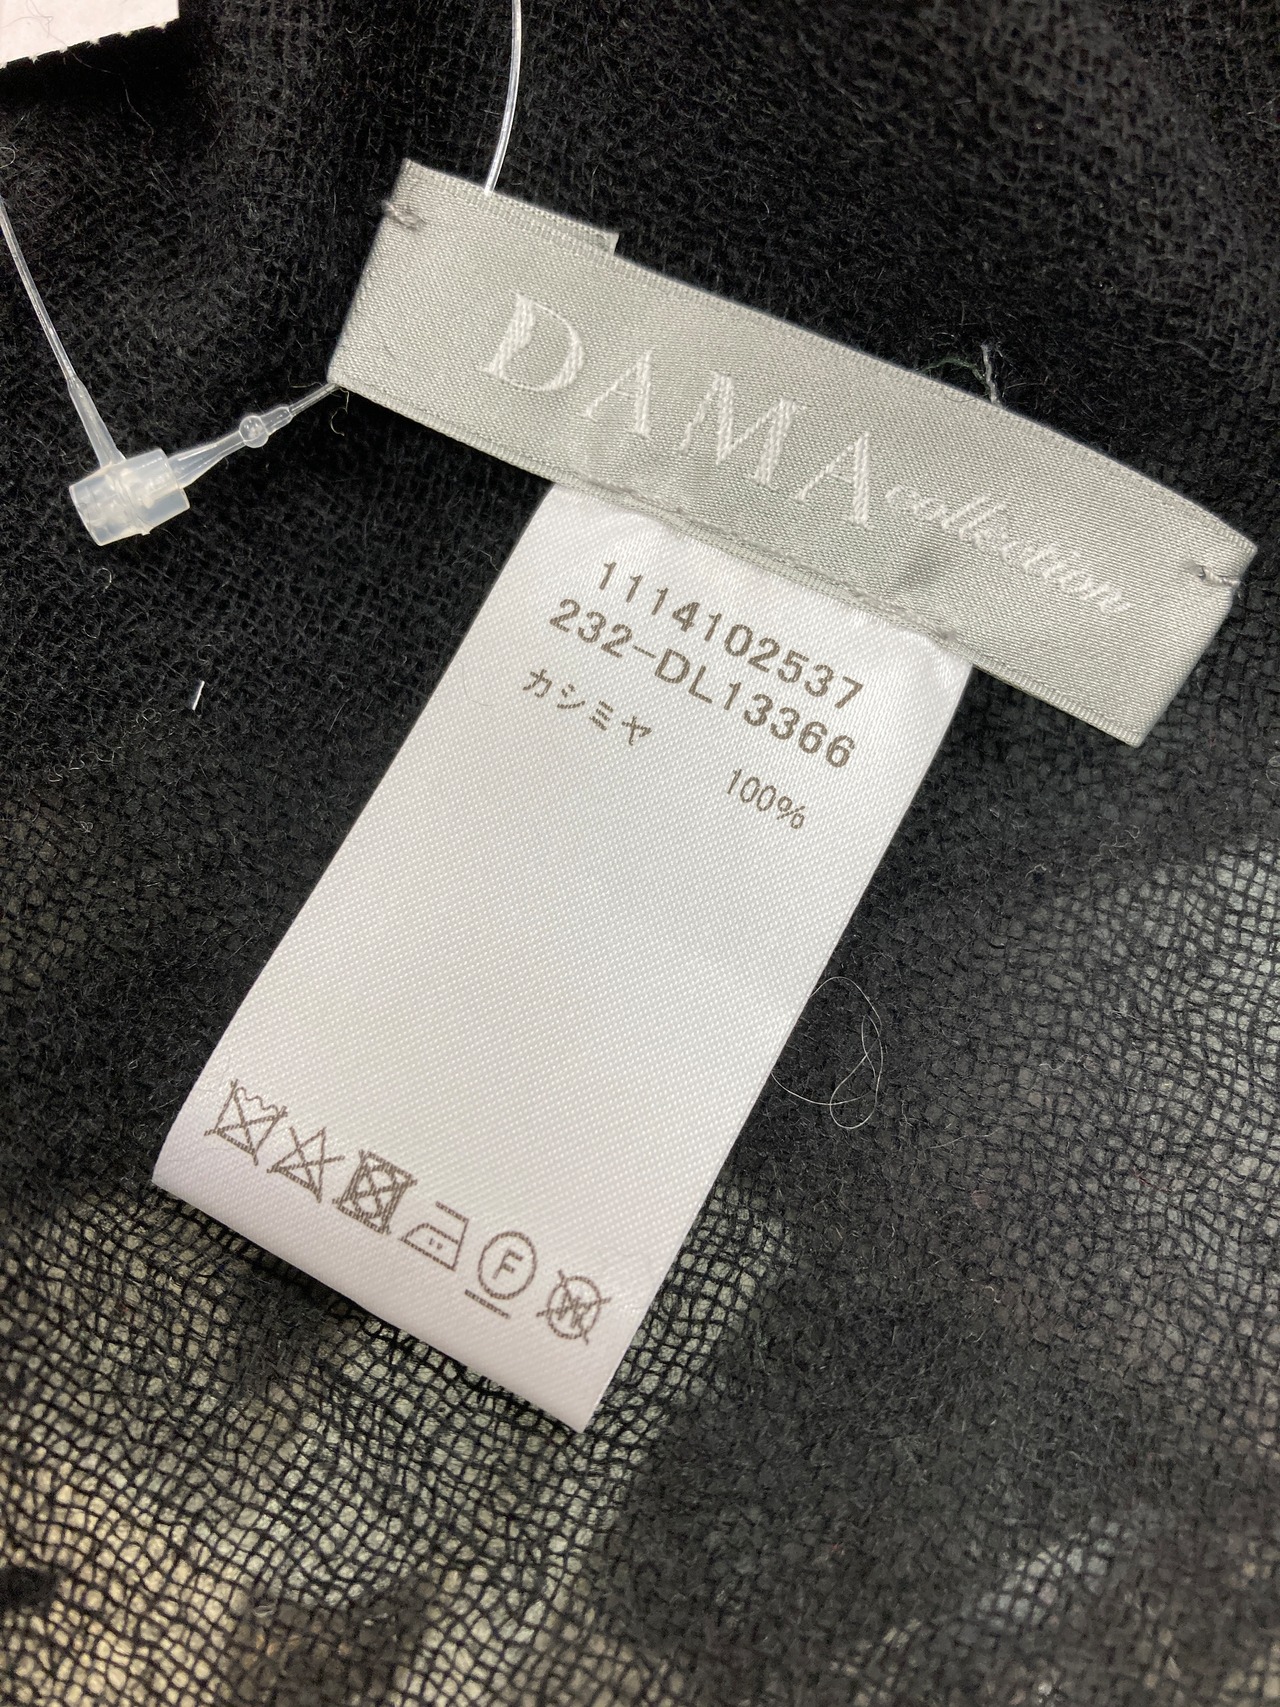 DAMA collection
1114102537
232-DL13366
カシミヤ 100%
F
W